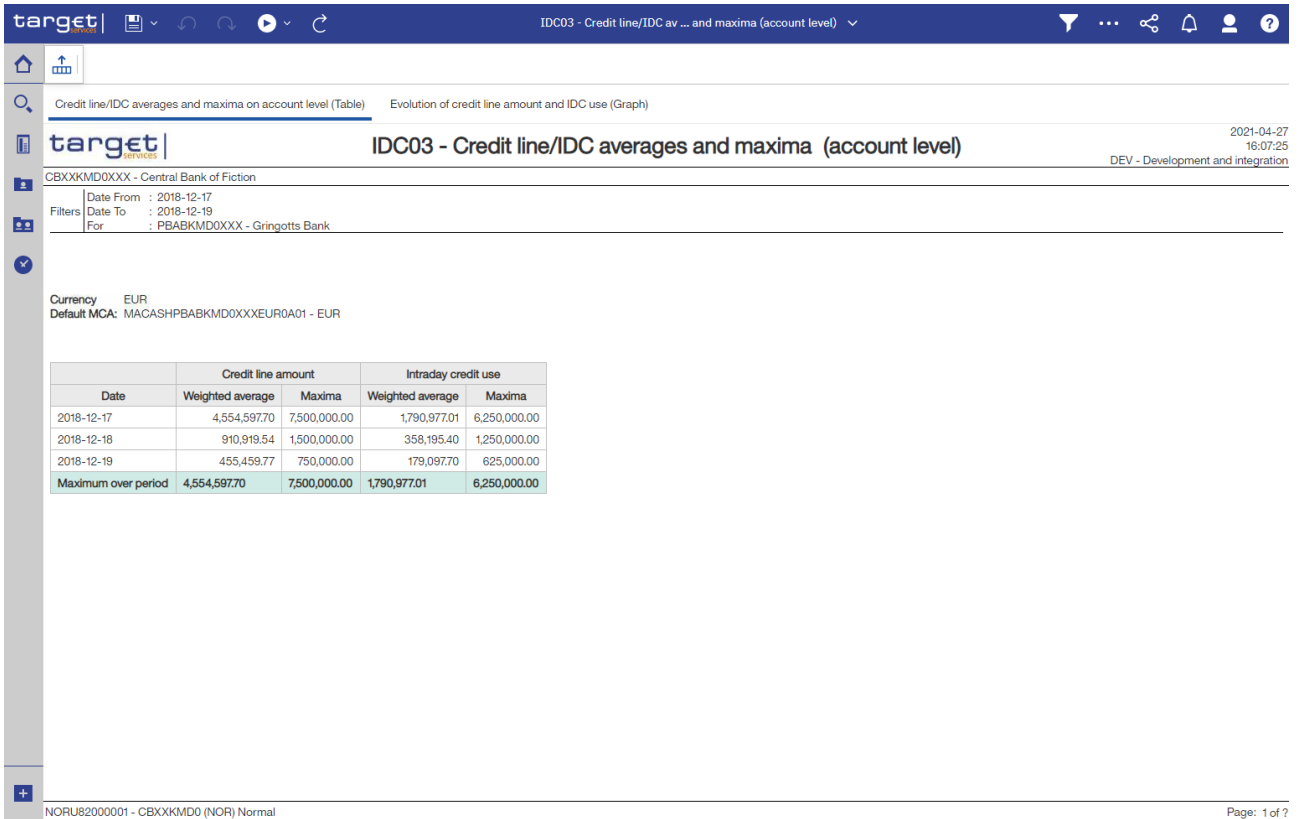 target|
services
IDC03 - Credit line/IDC av ... and maxima (account level)
Credit line/IDC averages and maxima on account level (Table) Evolution of credit line amount and IDC use (Graph)
target|
services
IDC03 - Credit line/IDC averages and maxima (account level)
2021-04-27
16:07:25
DEV - Development and integration
CBXXKMD0XXX - Central Bank of Fiction
Filters
Date From : 2018-12-17
Date To : 2018-12-19
For : PBABKMD0XXX - Gringotts Bank
Currency EUR
Default MCA: MACASHPBABKMD0XXXEUR0A01 - EUR
Credit line amount Intraday credit use
Date Weighted average Maxima Weighted average Maxima
2018-12-17 4,554,597.70 7,500,000.00 1,790,977.01 6,250,000.00
2018-12-18 910,919.54 1,500,000.00 358,195.40 1,250,000.00
2018-12-19 455,459.77 750,000.00 179,097.70 625,000.00
Maximum over period 4,554,597.70 7,500,000.00 1,790,977.01 6,250,000.00
NORU82000001 - CBXXKMD0 (NOR) Normal
Page: 1 of ?